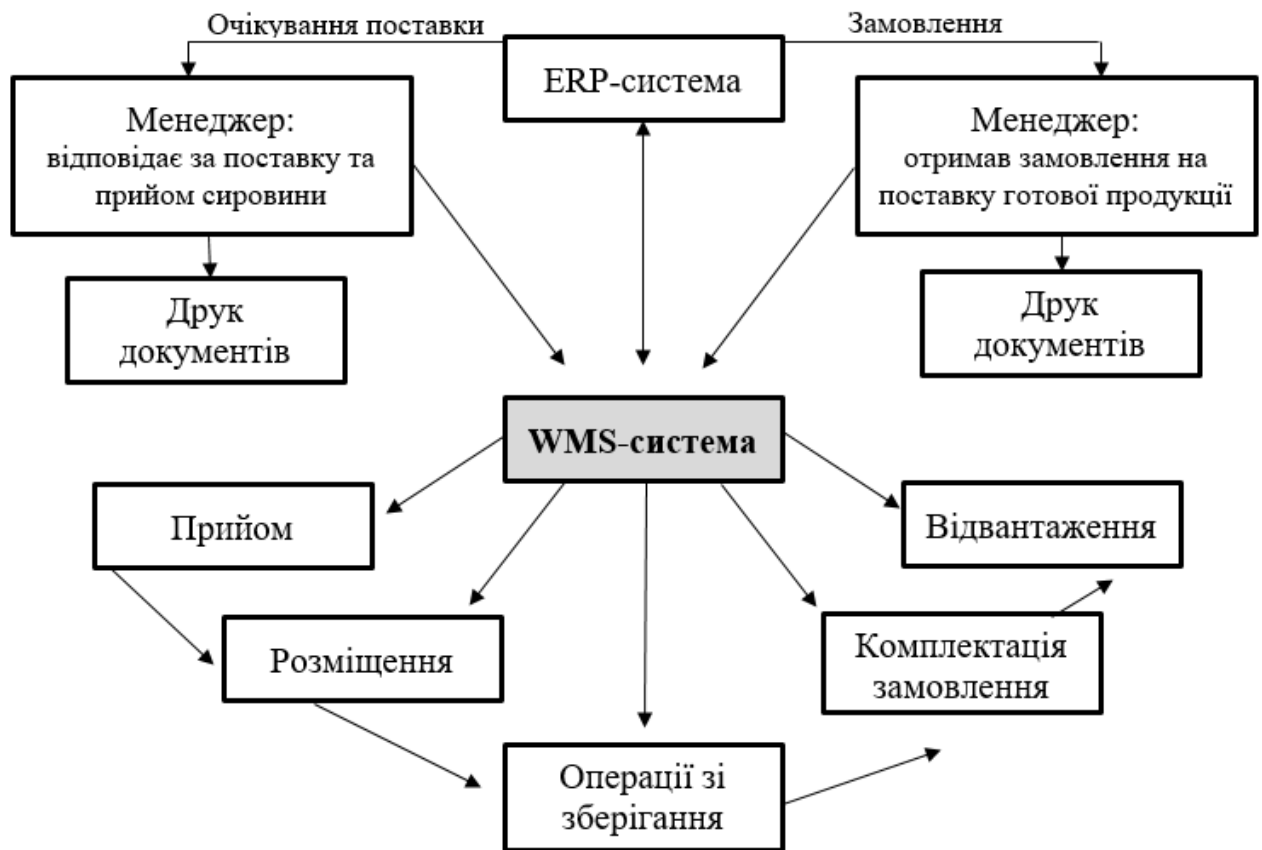 Очікування поставки
Замовлення
ERP-система
Менеджер:
відповідає за поставку та
прийом сировини
Менеджер:
отримав замовлення на
поставку готової продукції
Друк
документів
Друк
документів
WMS-система
Прийом
Відвантаження
Розміщення
Комплектація
замовлення
Операції зі
зберігання